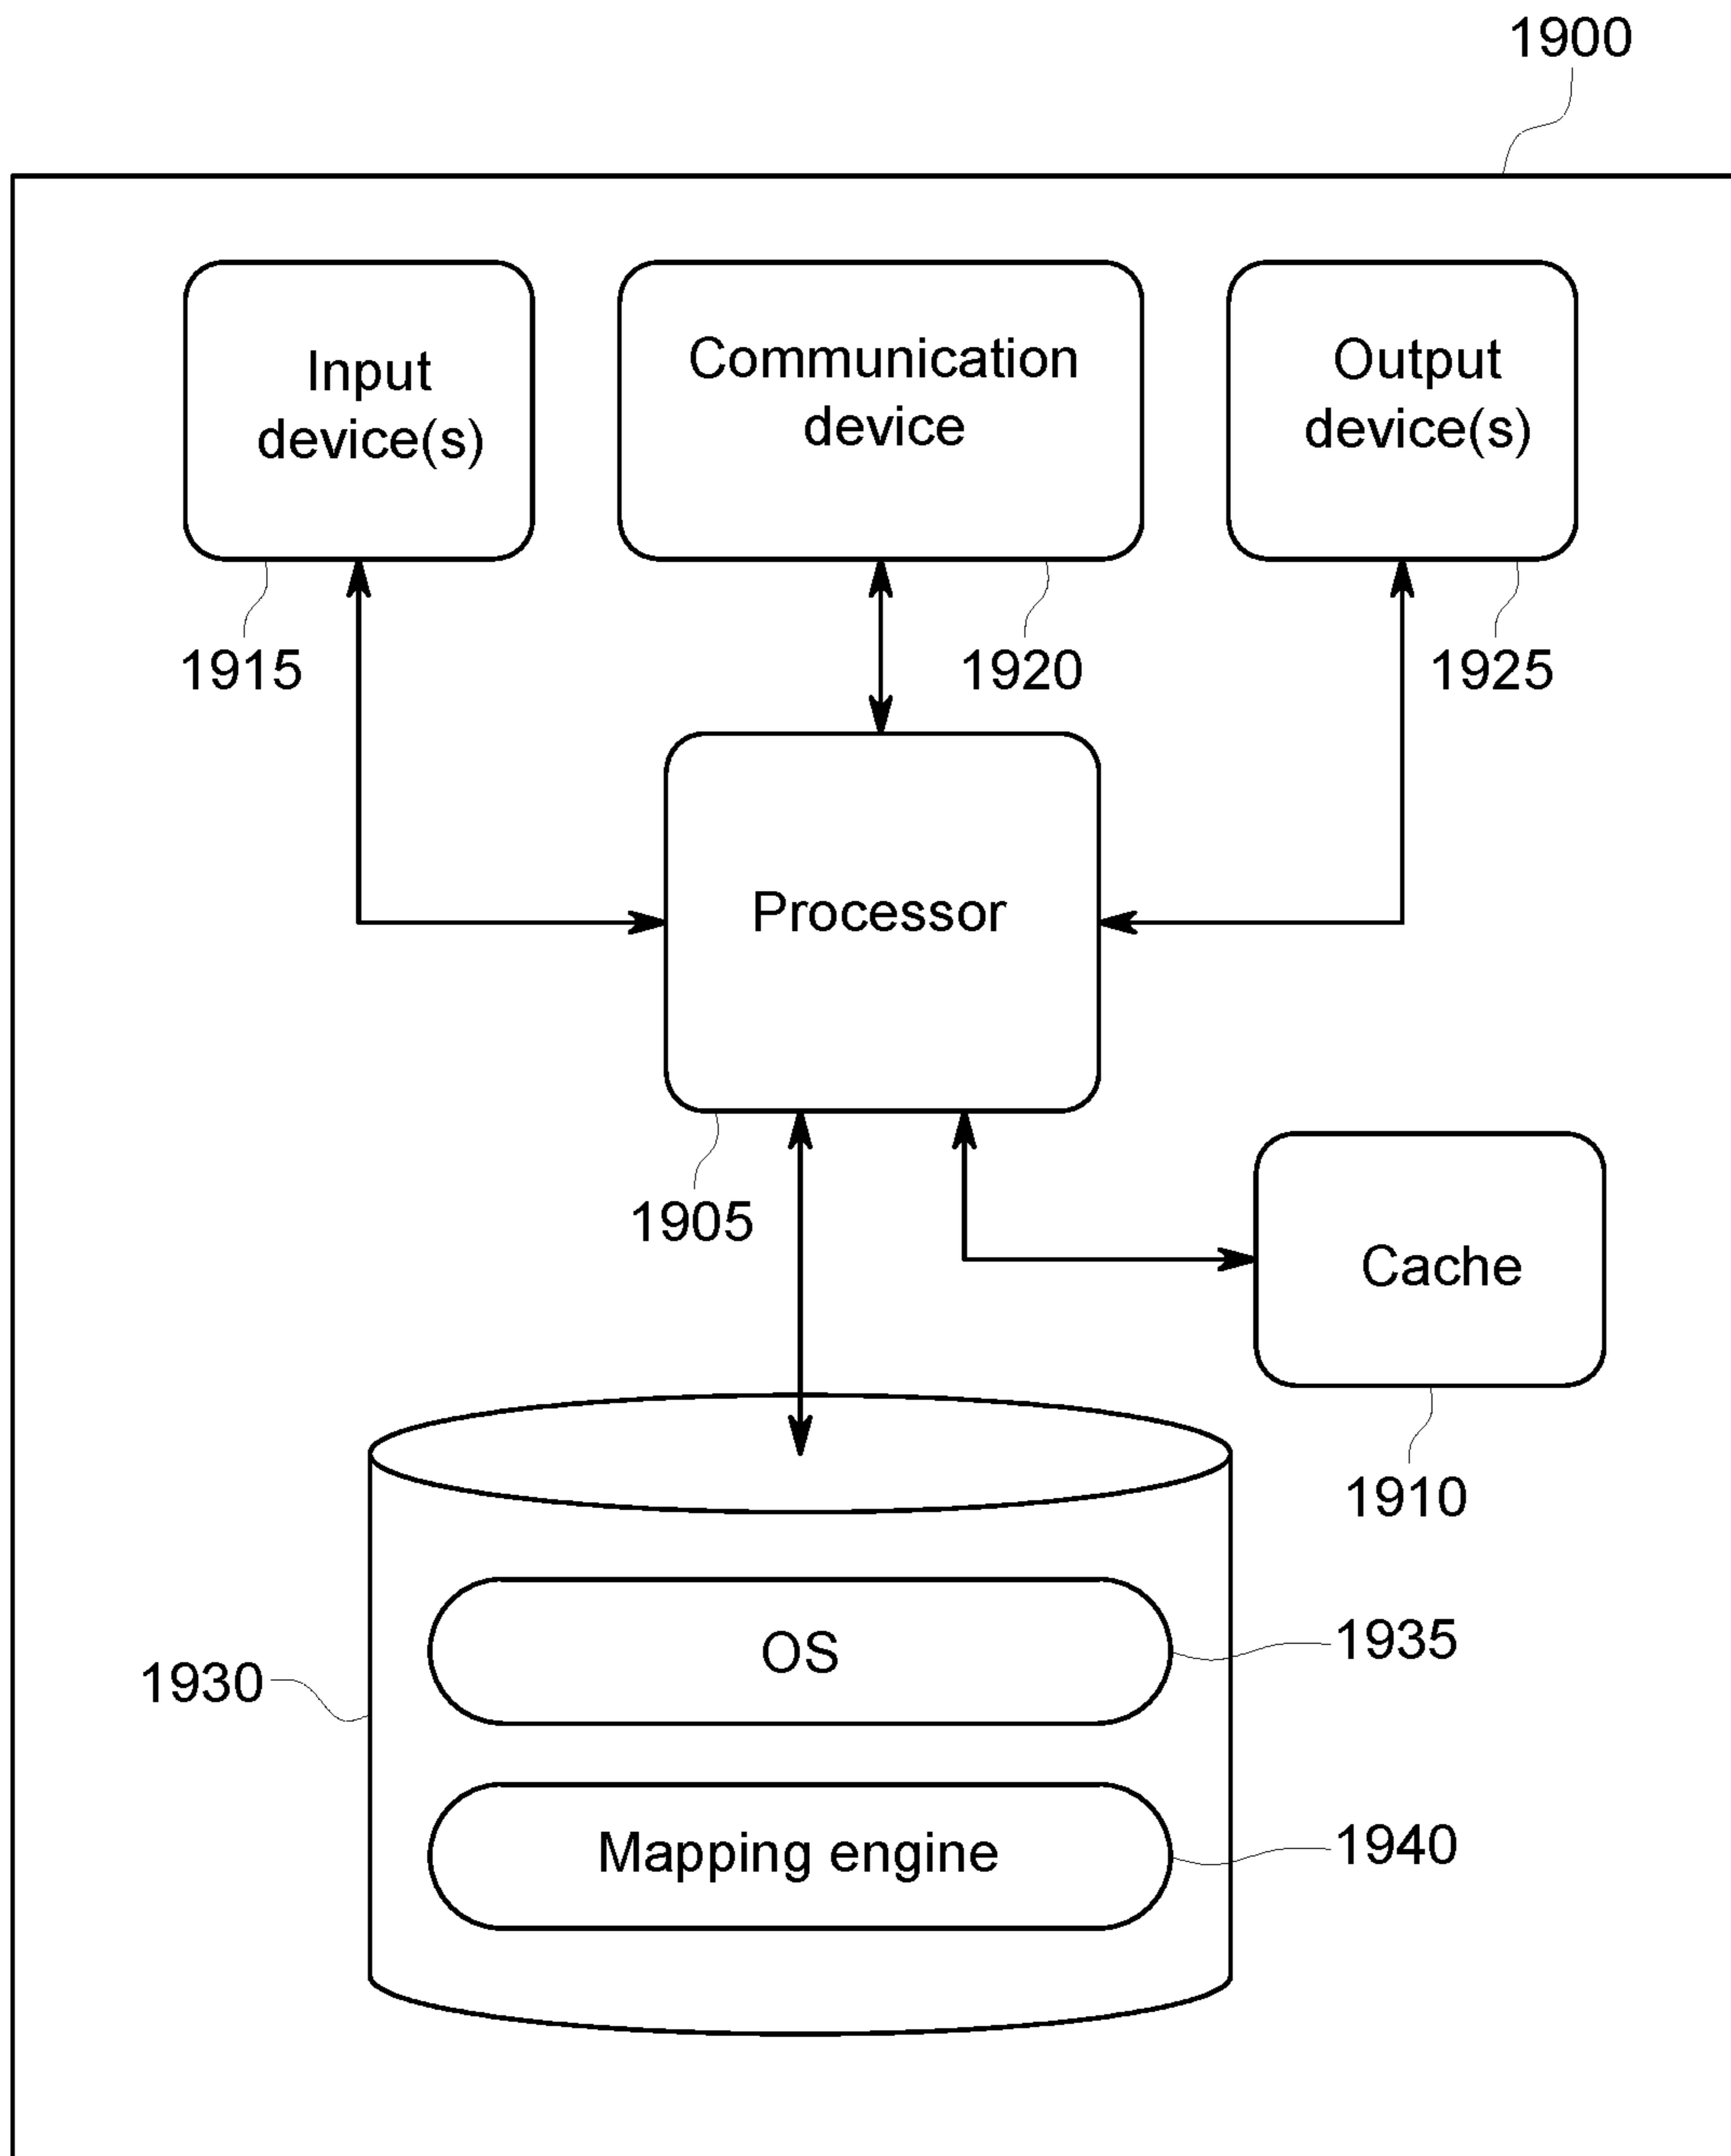 1900
Input
device(s)
Communication
device
Output
device(s)
1915
1920
1925
Processor
1905
Cache
1910
OS
1935
1930
Mapping engine
1940